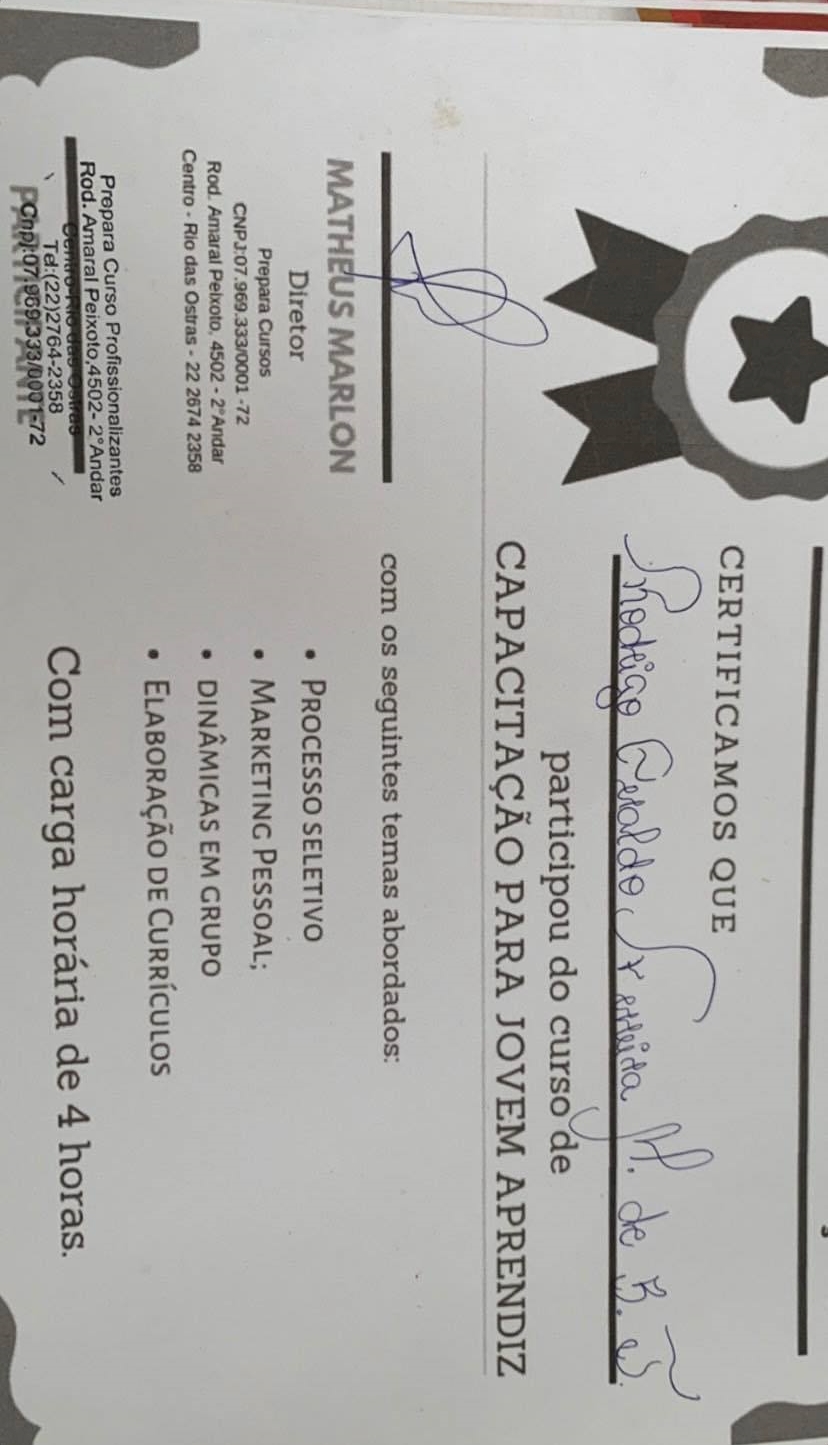 CERTIFICAMOS QUE
Rodrigo Geraldo Ferreira M. de B. J.
participou do curso de
CAPACITAÇÃO PARA JOVEM APRENDIZ
com os seguintes temas abordados:
• PROCESSO SELETIVO
• MARKETING PESSOAL;
• DINÂMICAS EM GRUPO
• ELABORAÇÃO DE CURRÍCULOS
Com carga horária de 4 horas.
MATHEUS MARLON
Diretor
Prepara Cursos
CNPJ:07.969.333/0001 -72
Rod. Amaral Peixoto, 4502 - 2°Andar
Centro - Rio das Ostras - 22 2674 2358
Prepara Curso Profissionalizantes
Rod. Amaral Peixoto,4502- 2°Andar
Centro-Rio das Ostras
Tel:(22)2764-2358
Cnpj:07.969.333/0001-72
PARTICIPANTE